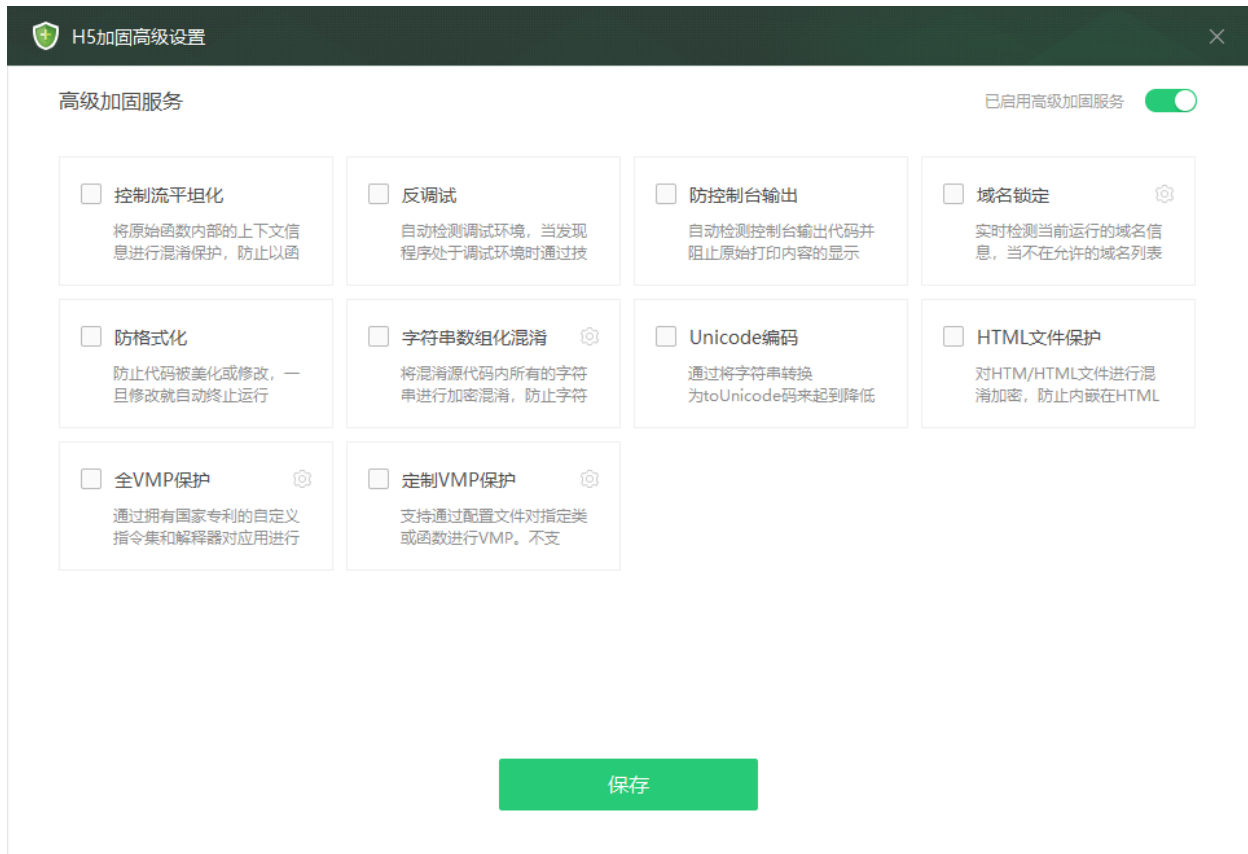 H5加固高级设置
高级加固服务
已启用高级加固服务
控制流平坦化
将原始函数内部的上下文信
息进行混淆保护，防止以函
反调试
自动检测调试环境，当发现
程序处于调试环境时通过技
防控制台输出
自动检测控制台输出代码并
阻止原始打印内容的显示
域名锁定
实时检测当前运行的域名信
息，当不在允许的域名列表
防格式化
防止代码被美化或修改，一
旦修改就自动终止运行
字符串数组化混淆
将混淆源代码内所有的字符
串进行加密混淆，防止字符
Unicode编码
通过将字符串转换
为toUnicode码来起到降低
HTML文件保护
对HTM/HTML文件进行混
淆加密，防止内嵌在HTML
全VMP保护
通过拥有国家专利的自定义
指令集和解释器对应用进行
定制VMP保护
支持通过配置文件对指定类
或函数进行VMP。不支
保存